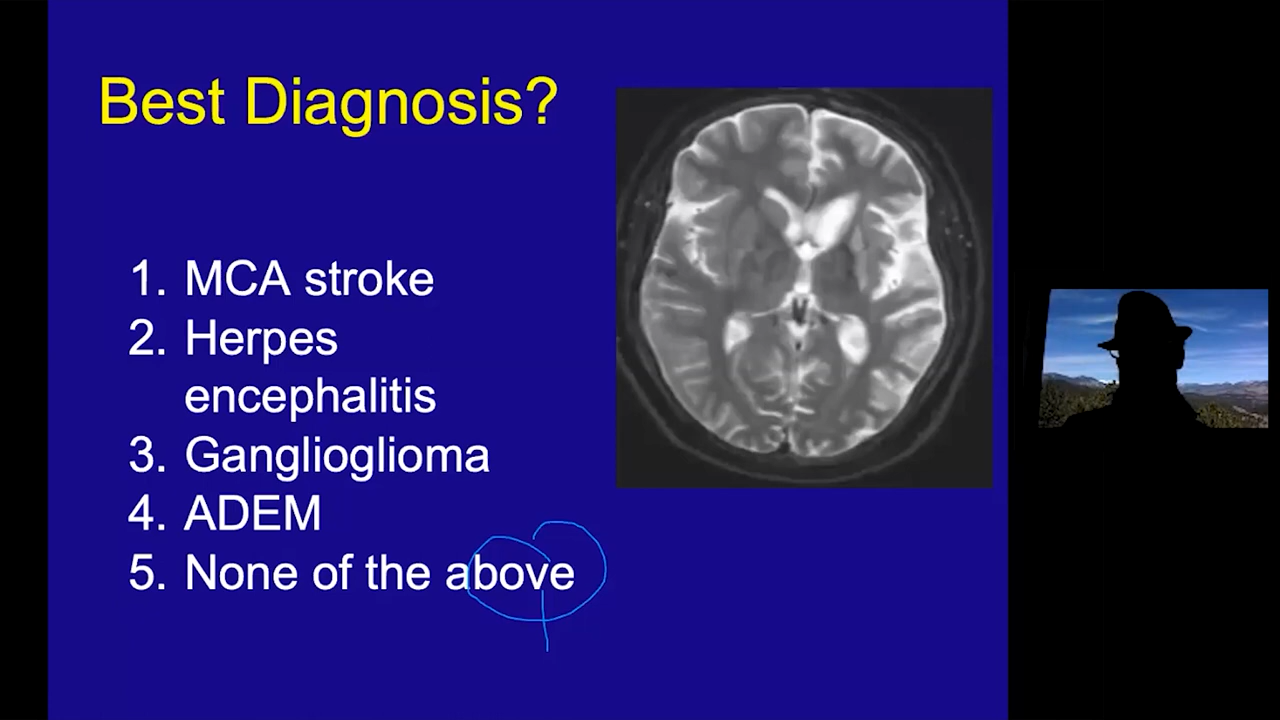 Best Diagnosis?
1. MCA stroke
2. Herpes
encephalitis
3. Ganglioglioma
4. ADEM
5. None of the above